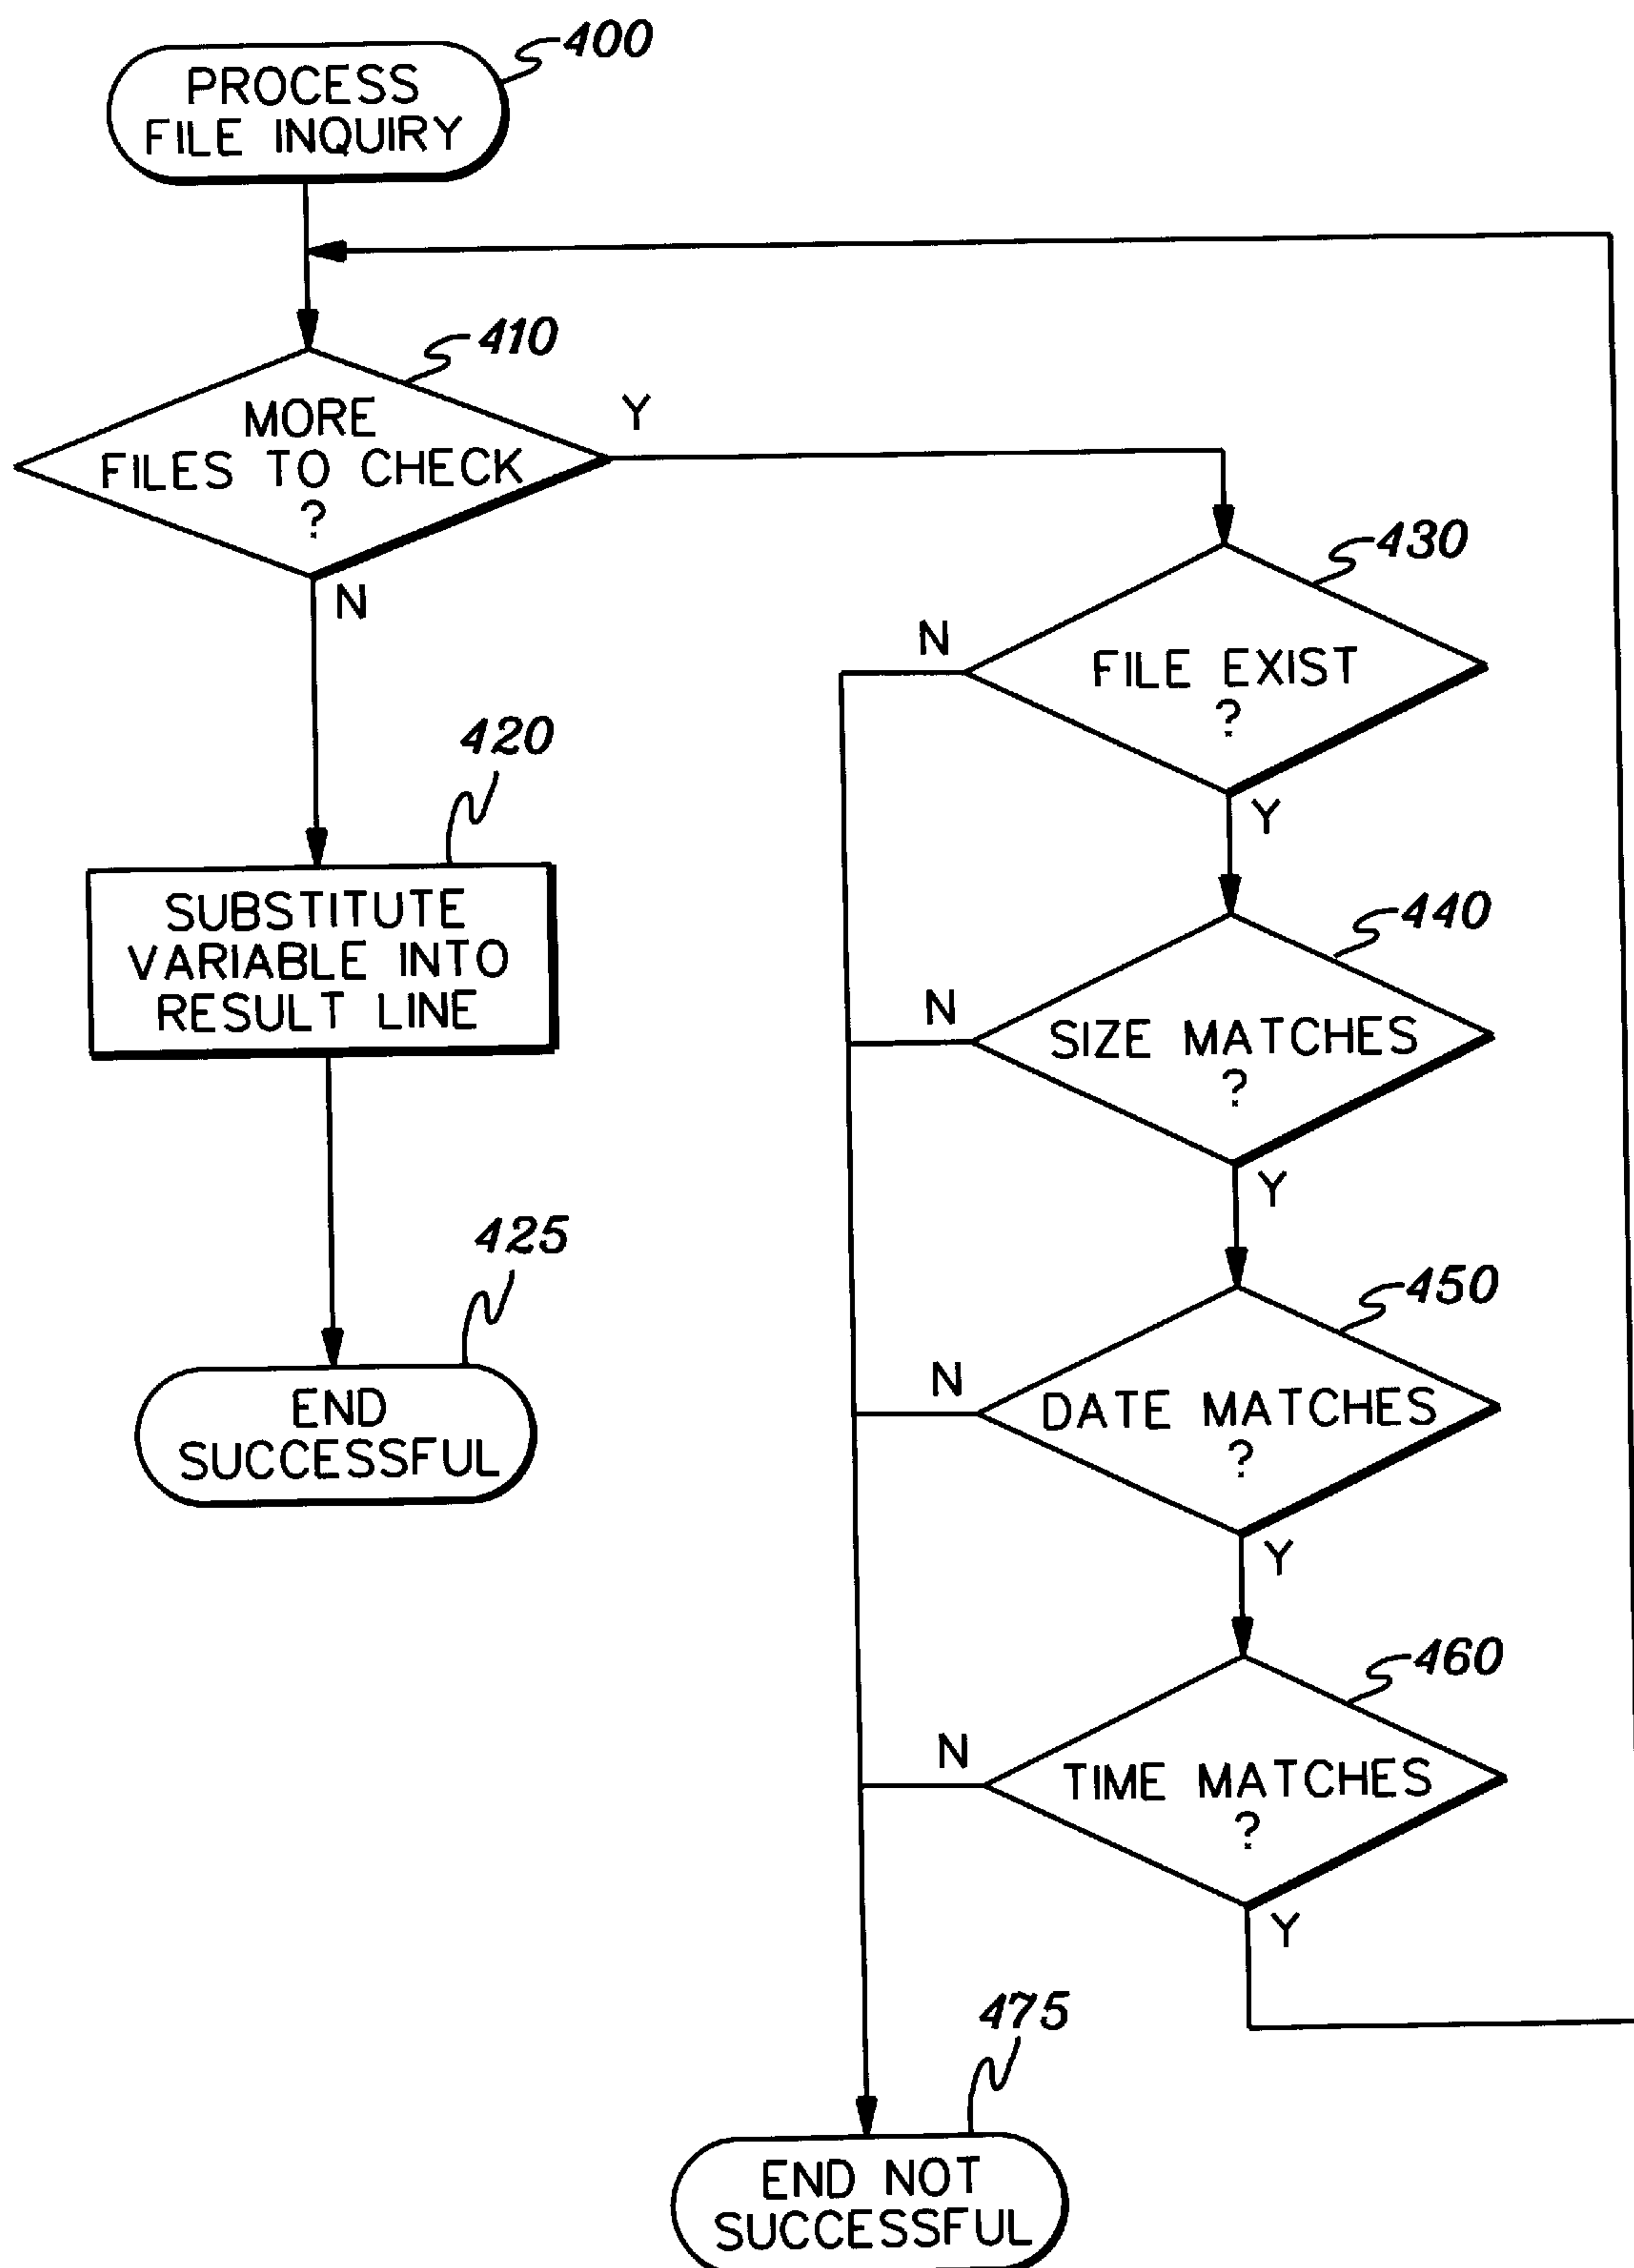 400
PROCESS
FILE INQUIRY
410
MORE
FILES TO CHECK
?
Y
N
430
FILE EXIST
?
N
Y
420
SUBSTITUTE
VARIABLE INTO
RESULT LINE
440
SIZE MATCHES
?
N
Y
425
END
SUCCESSFUL
450
DATE MATCHES
?
N
Y
460
TIME MATCHES
?
N
Y
475
END NOT
SUCCESSFUL